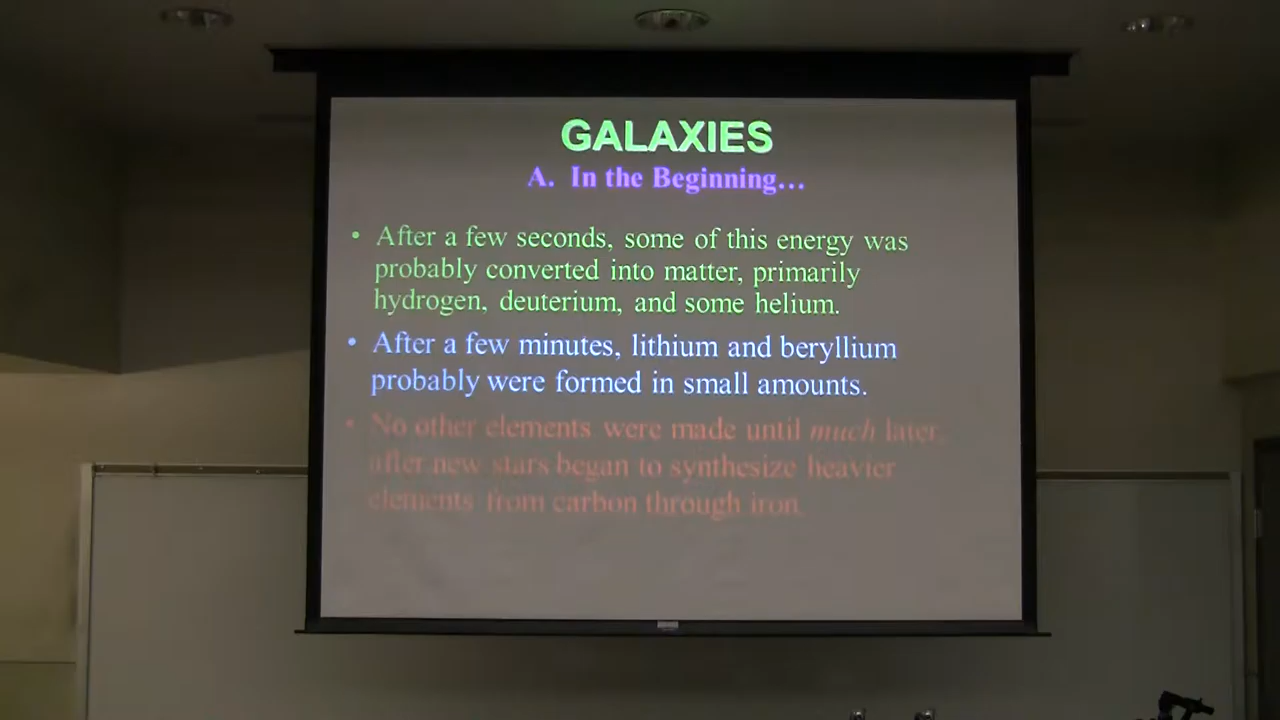 GALAXIES
A. In the Beginning…
• After a few seconds, some of this energy was
probably converted into matter, primarily
hydrogen, deuterium, and some helium.
• After a few minutes, lithium and beryllium
probably were formed in small amounts.
• No other elements were made until much later,
after new stars began to synthesize heavier
elements from carbon through iron.